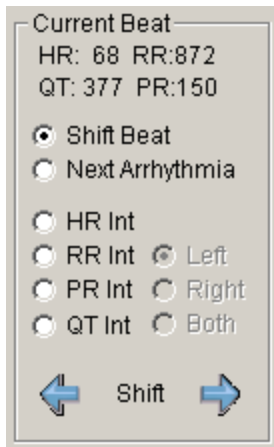 Current Beat
HR: 68 RR:872
QT: 377 PR:150
Shift Beat
Next Arrhythmia
HR Int
RR Int Left
PR Int Right
QT Int Both
Shift